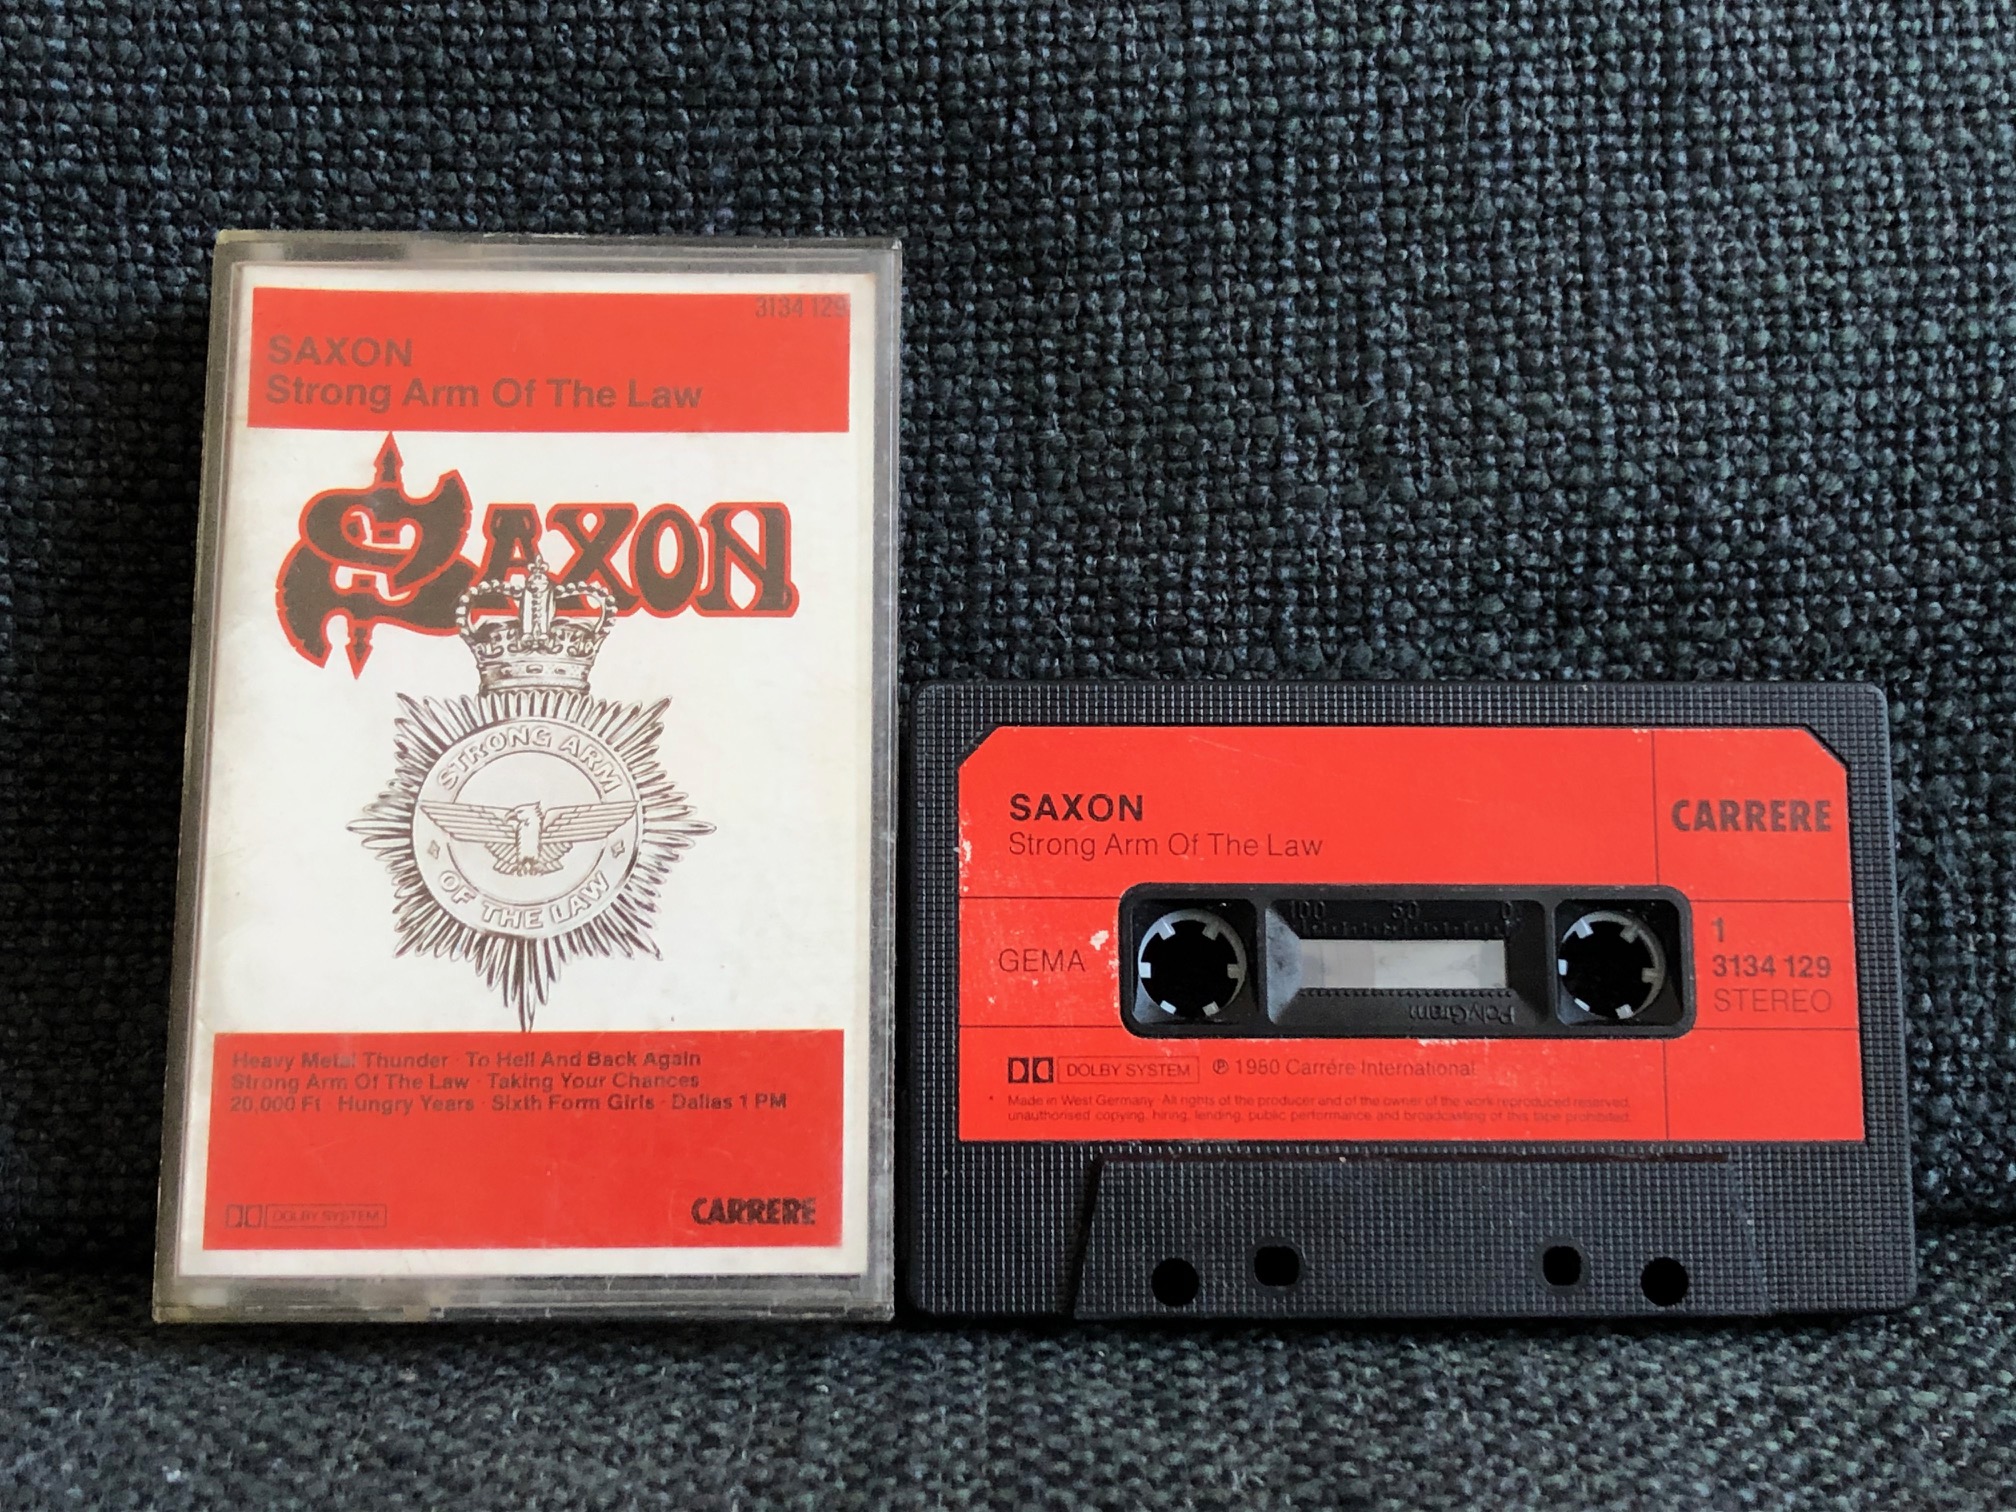 3134 129
SAXON
Strong Arm Of The Law
SAXON
STRONG ARM
OF THE LAW
Heavy Metal Thunder · To Hell And Back Again
Strong Arm Of The Law · Taking Your Chances
20,000 Ft · Hungry Years · Sixth Form Girls · Dallas 1 PM
DOLBY SYSTEM
CARRERE
SAXON
Strong Arm Of The Law
CARRERE
100 50 0
GEMA
1
3134 129
STEREO
PolyGram
DOLBY SYSTEM ℗ 1980 Carrére International
* Made in West Germany · All rights of the producer and of the owner of the work reproduced reserved,
unauthorised copying, hiring, lending, public performance and broadcasting of this tape prohibited.